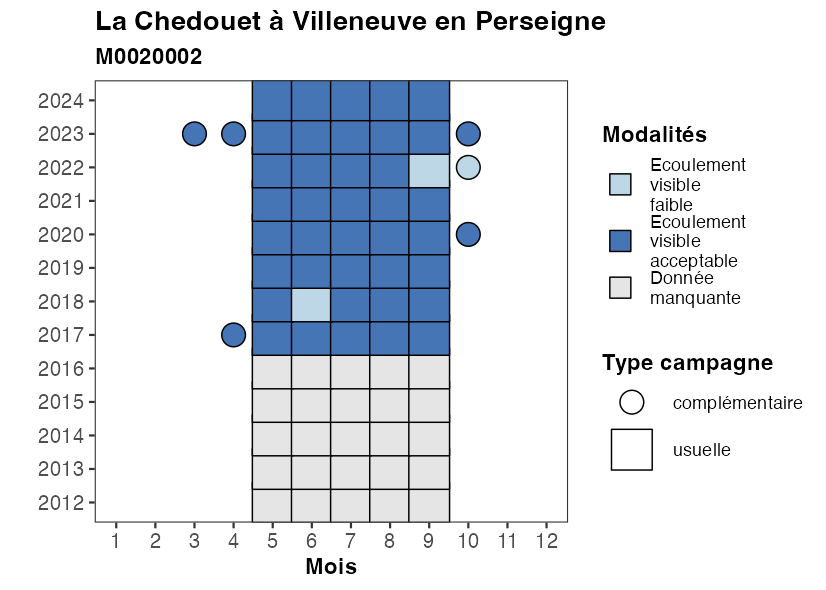 La Chedouet à Villeneuve en Perseigne
M0020002
2024
2023
2022
2021
2020
2019
2018
2017
2016
2015
2014
2013
2012
1 2 3 4 5 6 7 8 9 10 11 12
Mois
Modalités
Ecoulement
visible
faible
Ecoulement
visible
acceptable
Donnée
manquante
Type campagne
complémentaire
usuelle